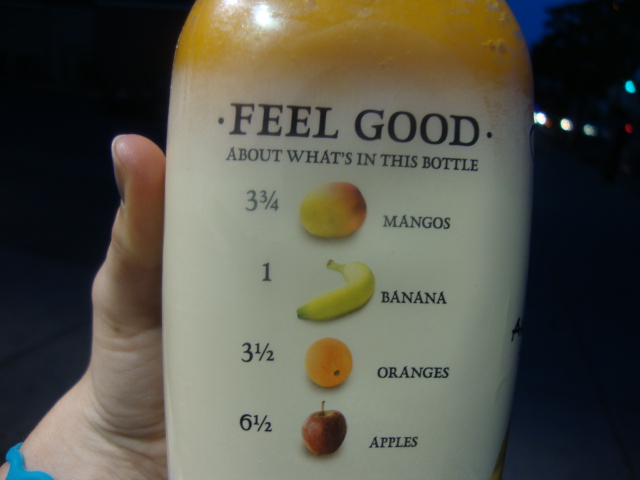 ·FEEL GOOD·
ABOUT WHAT'S IN THIS BOTTLE
3¾ MANGOS
1 BANANA
3½ ORANGES
6½ APPLES